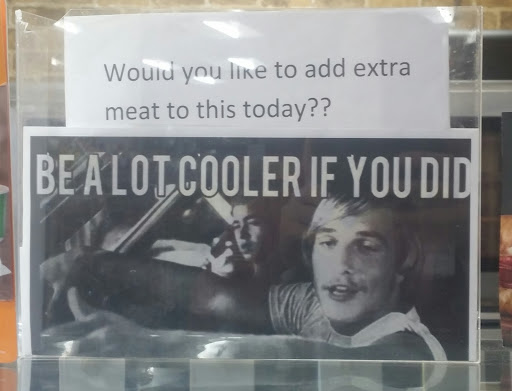 Would you like to add extra
meat to this today??
BE A LOT COOLER IF YOU DID